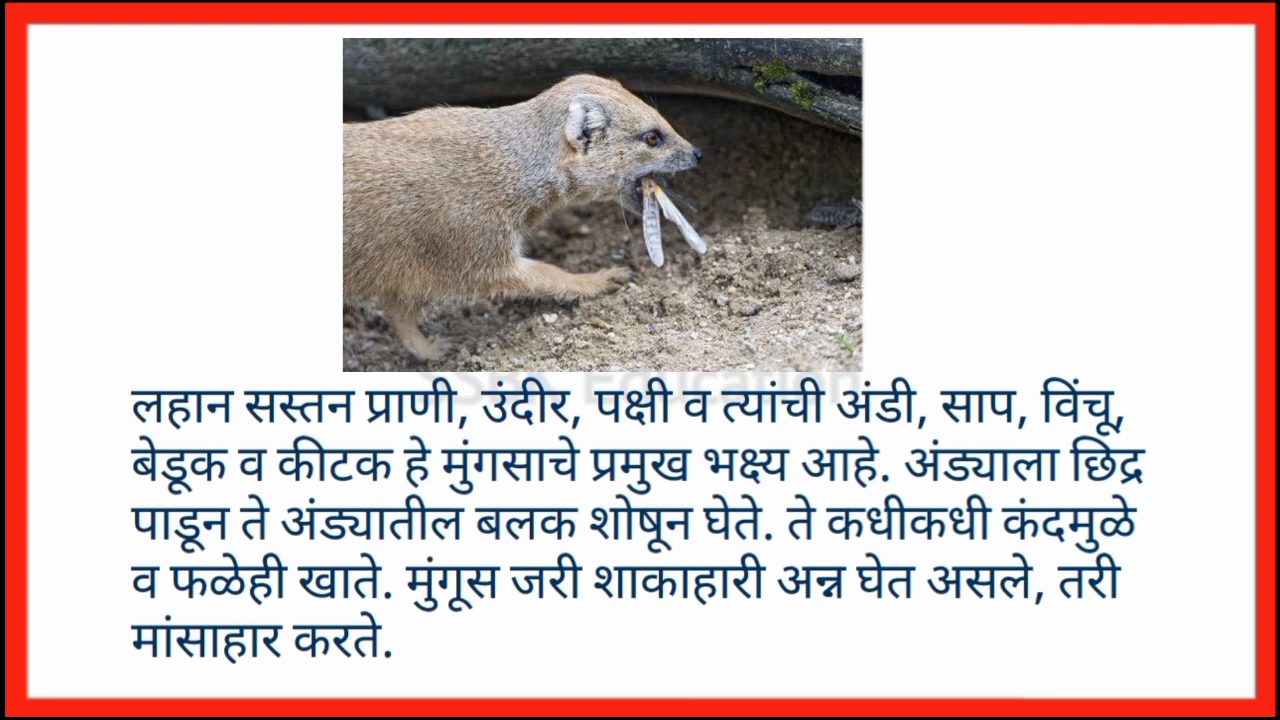 लहान सस्तन प्राणी, उंदीर, पक्षी व त्यांची अंडी, साप, विंचू,
बेडूक व कीटक हे मुंगसाचे प्रमुख भक्ष्य आहे. अंड्याला छिद्र
पाडून ते अंड्यातील बलक शोषून घेते. ते कधीकधी कंदमुळे
व फळेही खाते. मुंगूस जरी शाकाहारी अन्न घेत असले, तरी
मांसाहार करते.